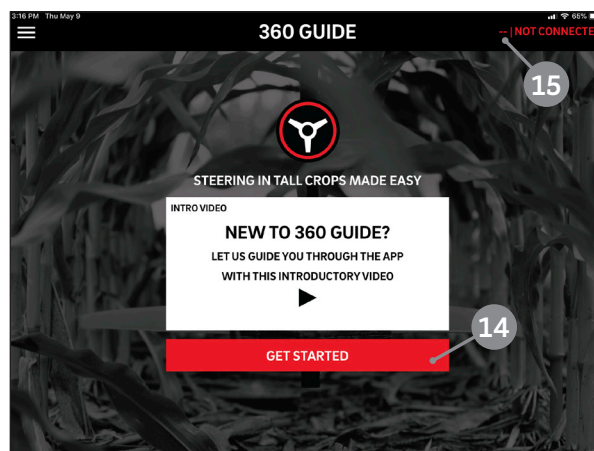 3:16 PM Thu May 9
65%
360 GUIDE
-- | NOT CONNECTE
15
STEERING IN TALL CROPS MADE EASY
INTRO VIDEO
NEW TO 360 GUIDE?
LET US GUIDE YOU THROUGH THE APP
WITH THIS INTRODUCTORY VIDEO
14
GET STARTED